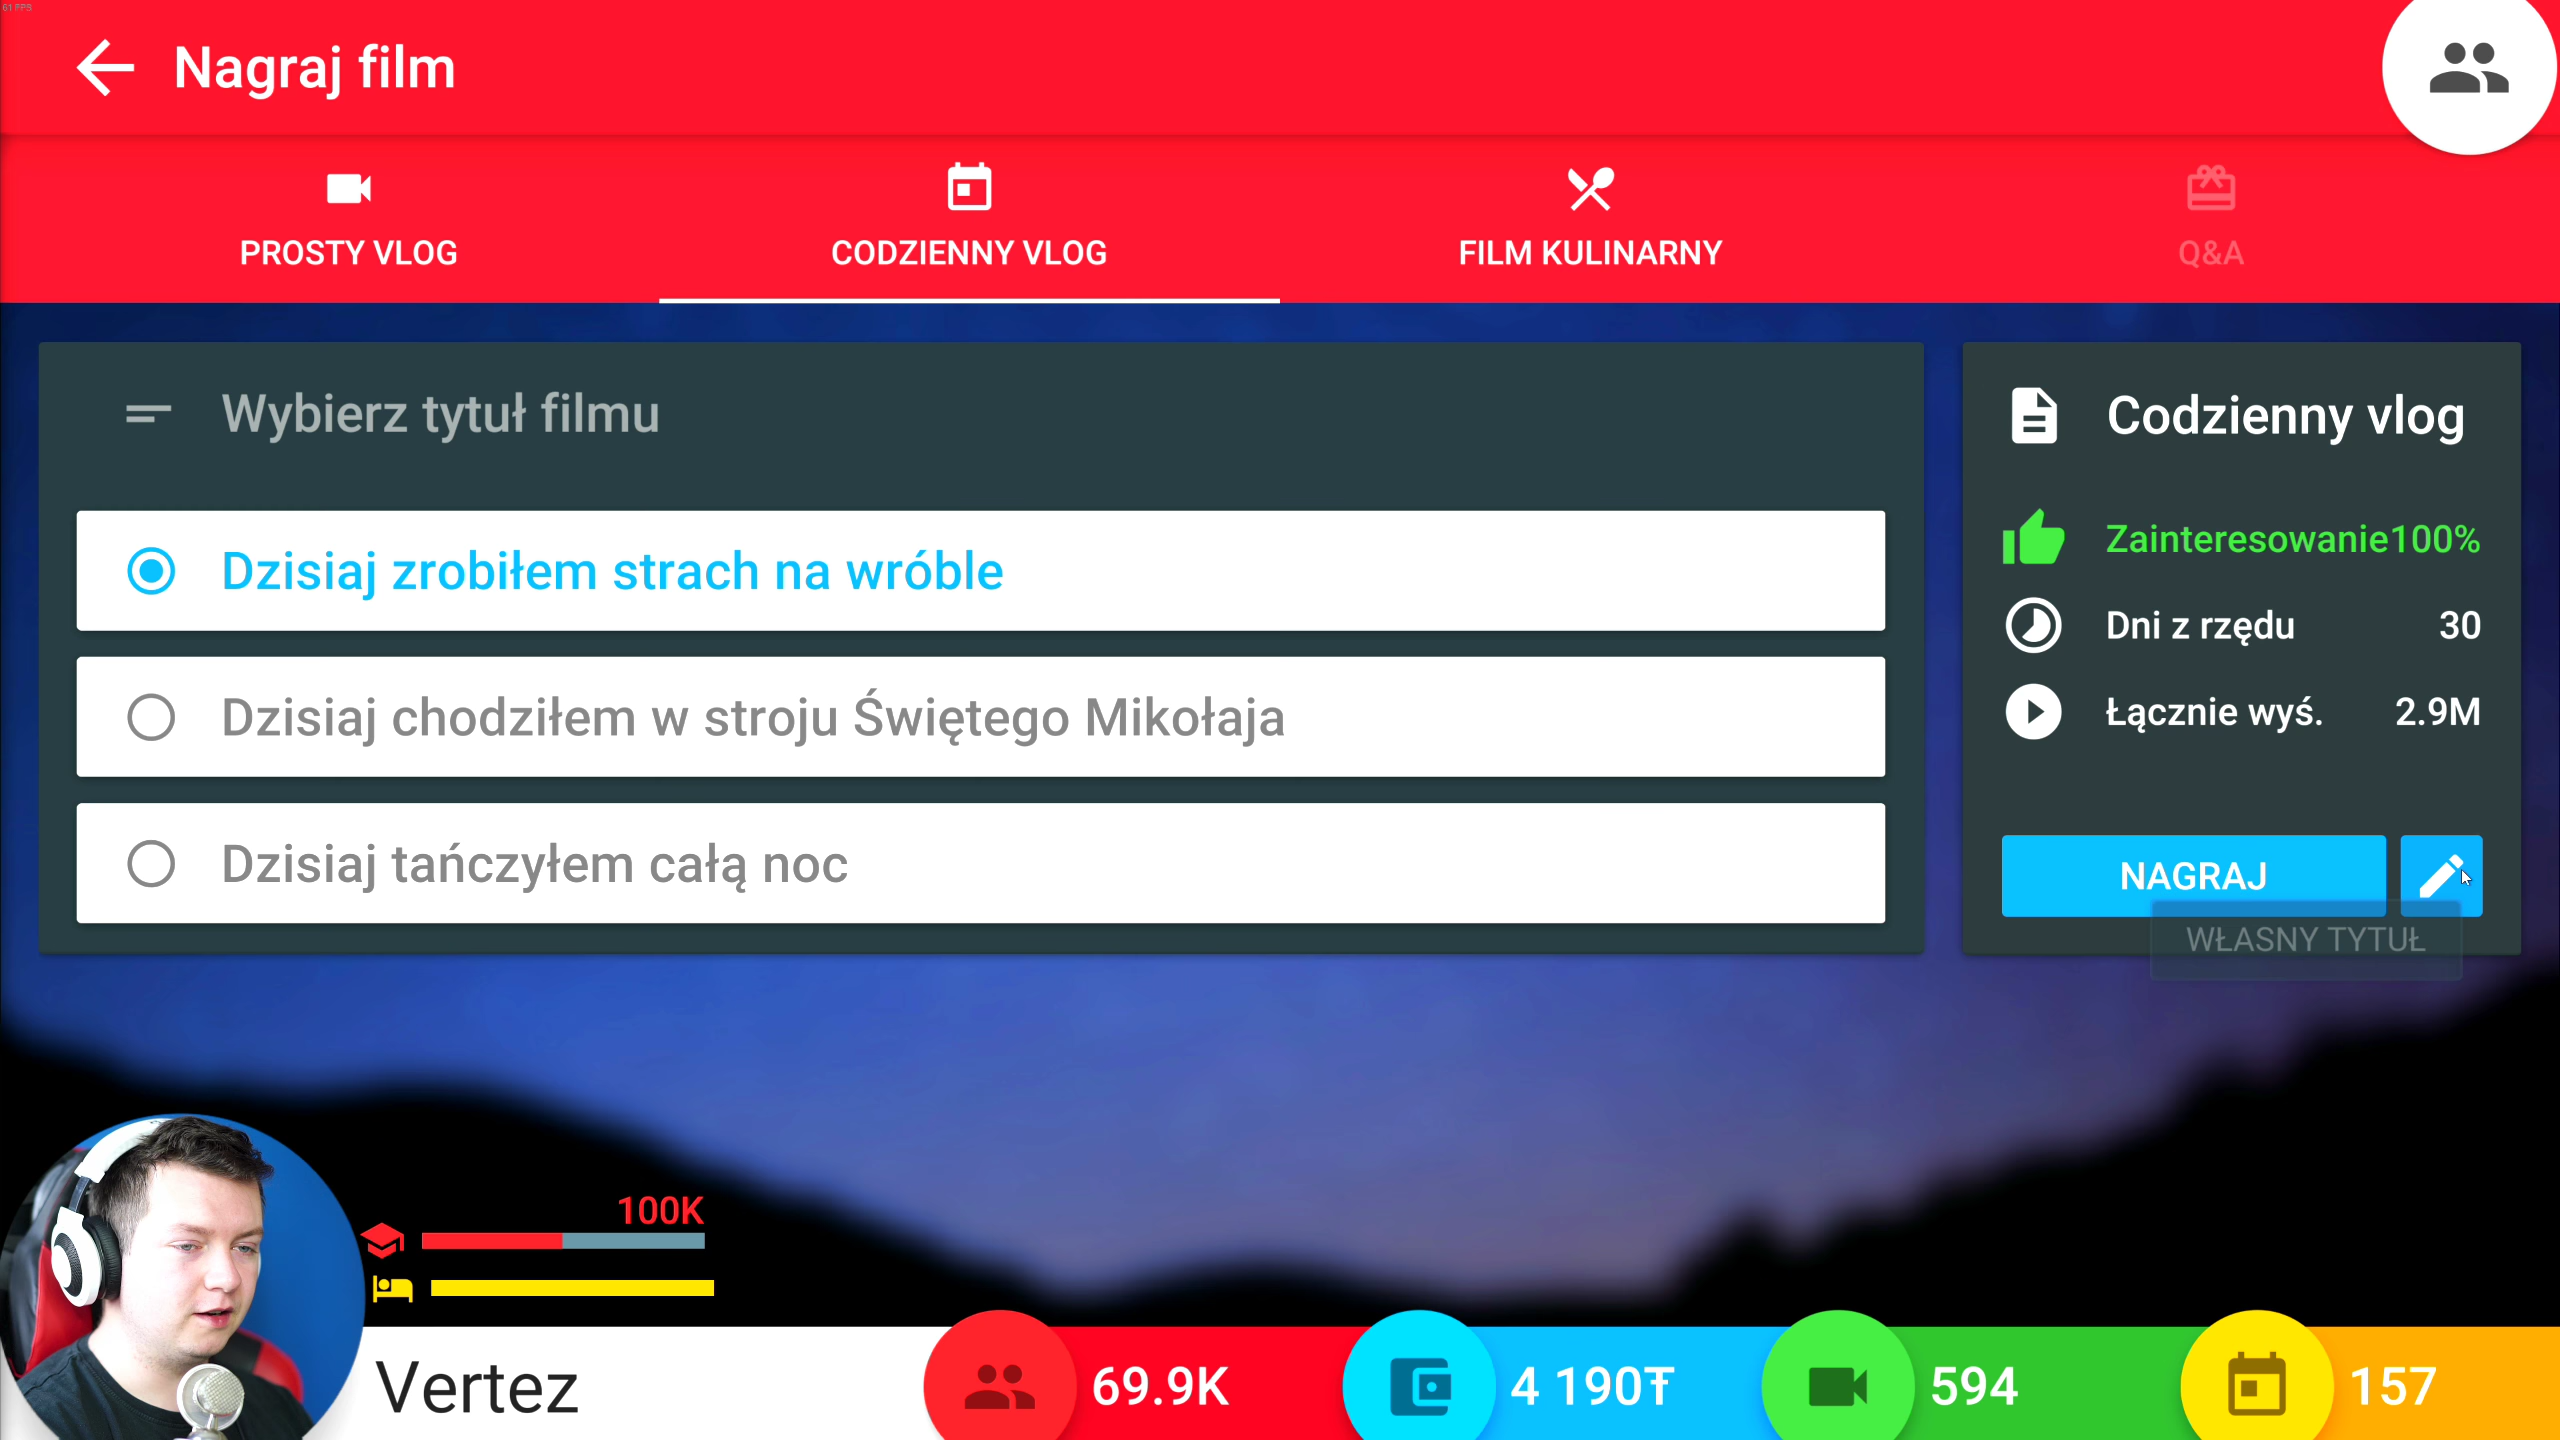 61 FPS
Nagraj film
PROSTY VLOG
CODZIENNY VLOG
FILM KULINARNY
Q&A
Wybierz tytuł filmu
Dzisiaj zrobiłem strach na wróble
Dzisiaj chodziłem w stroju Świętego Mikołaja
Dzisiaj tańczyłem całą noc
Codzienny vlog
Zainteresowanie100%
Dni z rzędu 30
Łącznie wyś. 2.9M
NAGRAJ
WŁASNY TYTUŁ
100K
Vertez
69.9K
4 190Ŧ
594
157